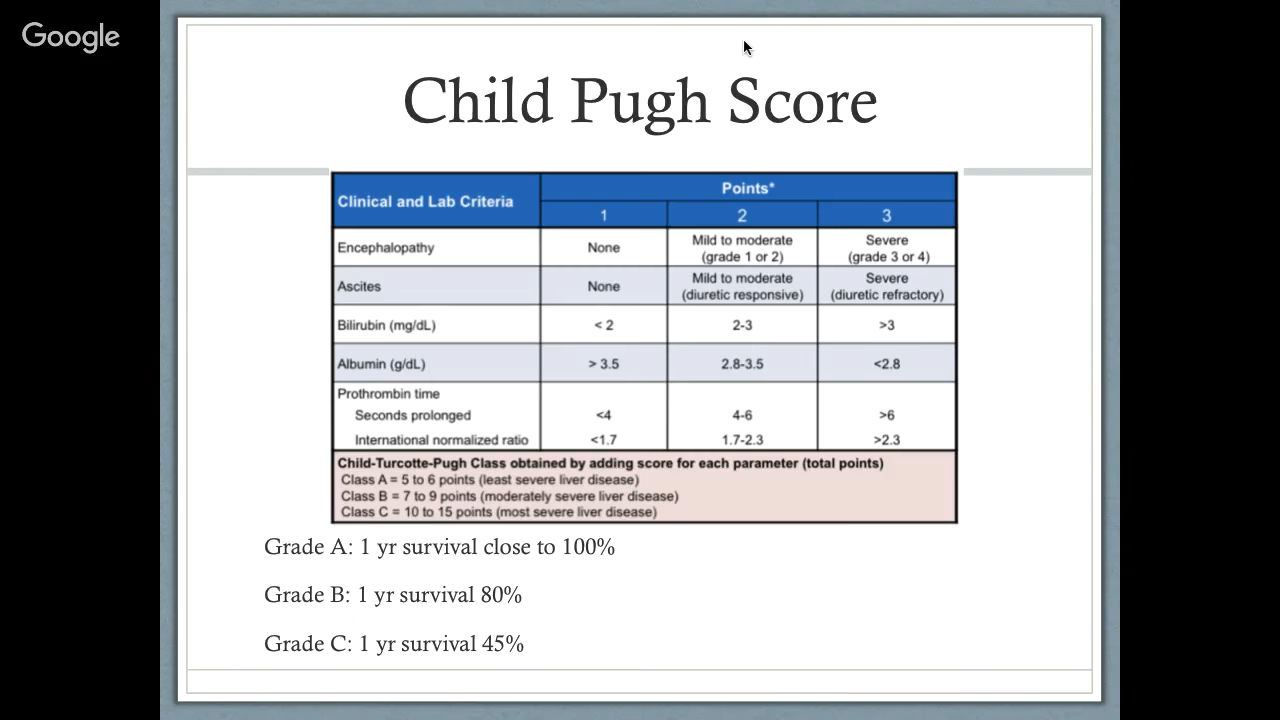 Google
Child Pugh Score
Clinical and Lab Criteria
Points*
1 2 3
Encephalopathy None Mild to moderate (grade 1 or 2) Severe (grade 3 or 4)
Ascites None Mild to moderate (diuretic responsive) Severe (diuretic refractory)
Bilirubin (mg/dL) < 2 2-3 >3
Albumin (g/dL) > 3.5 2.8-3.5 <2.8
Prothrombin time
Seconds prolonged <4 4-6 >6
International normalized ratio <1.7 1.7-2.3 >2.3
Child-Turcotte-Pugh Class obtained by adding score for each parameter (total points)
Class A = 5 to 6 points (least severe liver disease)
Class B = 7 to 9 points (moderately severe liver disease)
Class C = 10 to 15 points (most severe liver disease)
Grade A: 1 yr survival close to 100%
Grade B: 1 yr survival 80%
Grade C: 1 yr survival 45%